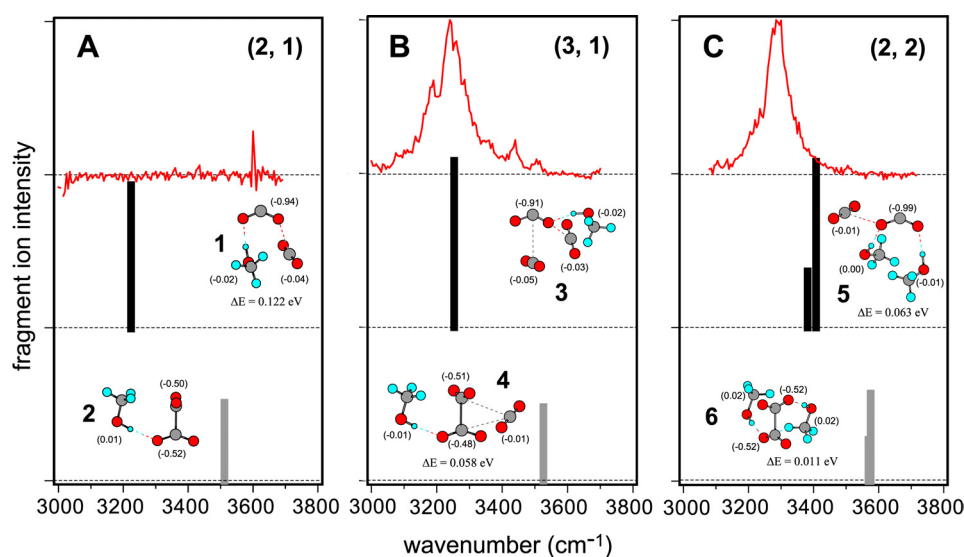 A
(2, 1)
(-0.94)
1
(-0.02)
(-0.04)
ΔE = 0.122 eV
(-0.50)
2
(0.01)
(-0.52)
3000 3200 3400 3600 3800
B
(3, 1)
(-0.91)
(-0.02)
3
(-0.05)
(-0.03)
(-0.51)
4
(-0.01)
(-0.01)
(-0.48)
ΔE = 0.058 eV
3000 3200 3400 3600 3800
C
(2, 2)
(-0.99)
(-0.01)
(0.00)
5
(-0.01)
ΔE = 0.063 eV
(-0.52)
6
(0.02)
(0.02)
(-0.52)
ΔE = 0.011 eV
3000 3200 3400 3600 3800
fragment ion intensity
wavenumber (cm⁻¹)